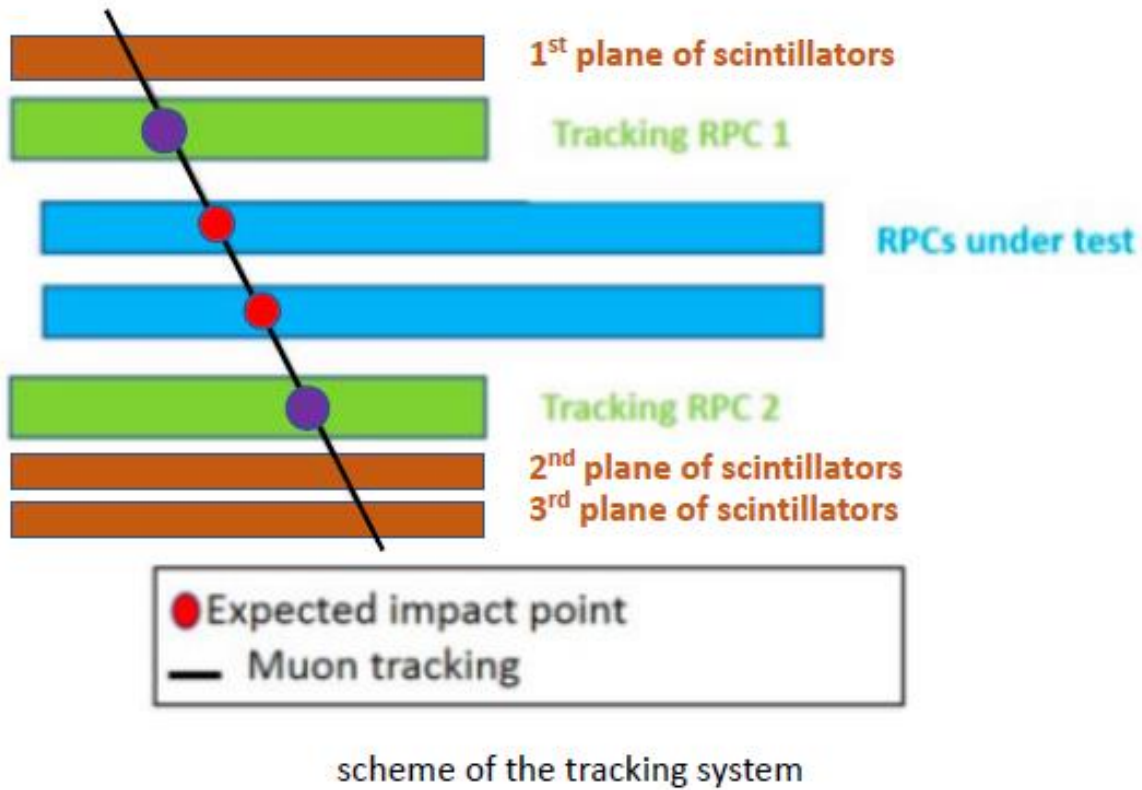 1st plane of scintillators
Tracking RPC 1
RPCs under test
Tracking RPC 2
2nd plane of scintillators
3rd plane of scintillators
Expected impact point
Muon tracking
scheme of the tracking system